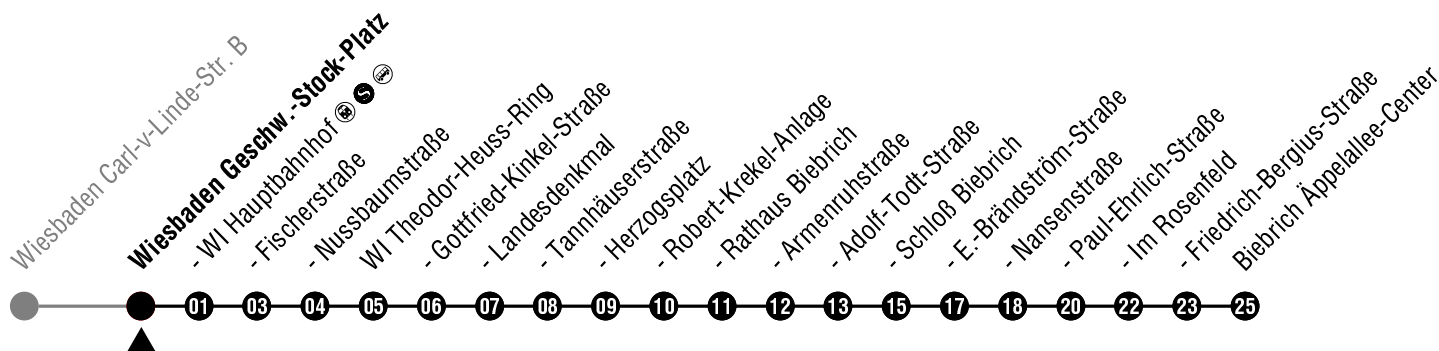 Wiesbaden Carl-v-Linde-Str. B
Wiesbaden Geschw.-Stock-Platz
- WI Hauptbahnhof S
- Fischerstraße
- Nussbaumstraße
WI Theodor-Heuss-Ring
- Gottfried-Kinkel-Straße
- Landesdenkmal
- Tannhäuserstraße
- Herzogsplatz
- Robert-Krekel-Anlage
- Rathaus Biebrich
- Armenruhstraße
- Adolf-Todt-Straße
- Schloß Biebrich
- E.-Brändström-Straße
- Nansenstraße
- Paul-Ehrlich-Straße
- Im Rosenfeld
- Friedrich-Bergius-Straße
Biebrich Äppelallee-Center
01 03 04 05 06 07 08 09 10 11 12 13 15 17 18 20 22 23 25